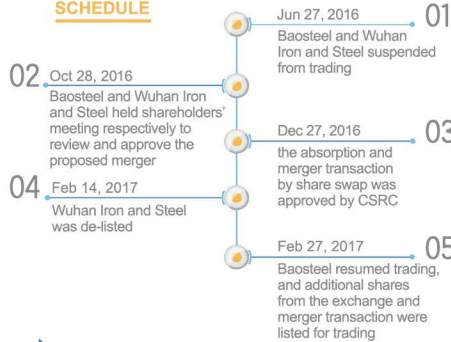 SCHEDULE
Jun 27, 2016
01
Baosteel and Wuhan
Iron and Steel suspended
from trading
02
Oct 28, 2016
Baosteel and Wuhan Iron
and Steel held shareholders'
meeting respectively to
review and approve the
proposed merger
Dec 27, 2016
03
the absorption and
merger transaction
by share swap was
approved by CSRC
04
Feb 14, 2017
Wuhan Iron and Steel
was de-listed
Feb 27, 2017
05
Baosteel resumed trading,
and additional shares
from the exchange and
merger transaction were
listed for trading